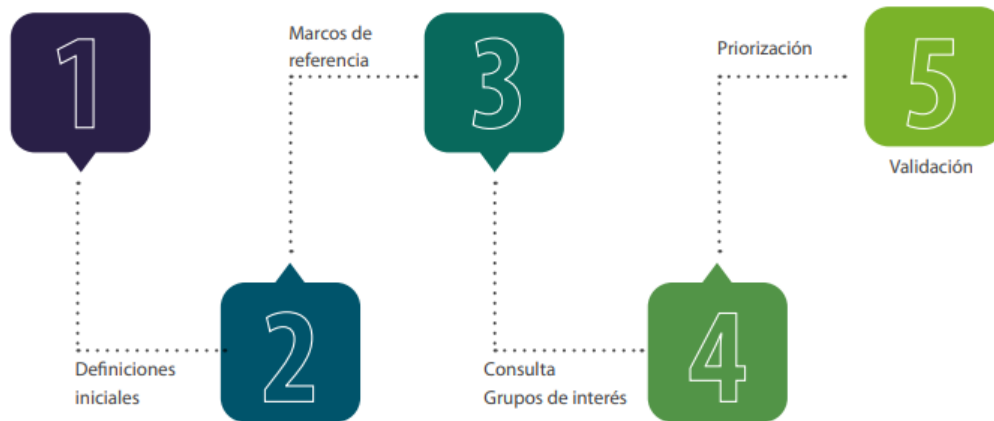 1
Definiciones
iniciales
2
Marcos de
referencia
3
Consulta
Grupos de interés
4
Priorización
5
Validación